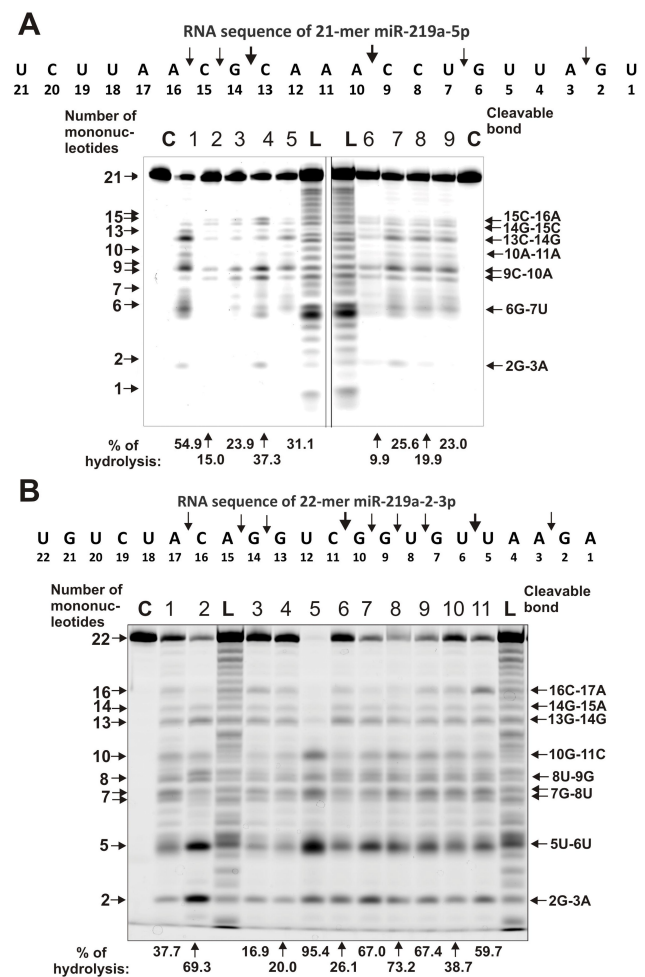 A
RNA sequence of 21-mer miR-219a-5p
U C U U A A C G C A A A C C U G U U A G U
21 20 19 18 17 16 15 14 13 12 11 10 9 8 7 6 5 4 3 2 1
Number of
mononuc-
leotides
C 1 2 3 4 5 L L 6 7 8 9 C
Cleavable
bond
21
15
13
10
9
7
6
2
1
15C-16A
14G-15C
13C-14G
10A-11A
9C-10A
6G-7U
2G-3A
% of
hydrolysis:
54.9 23.9 31.1 25.6 23.0
15.0 37.3 9.9 19.9
B
RNA sequence of 22-mer miR-219a-2-3p
U G U C U A C A G G U C G G U G U U A A G A
22 21 20 19 18 17 16 15 14 13 12 11 10 9 8 7 6 5 4 3 2 1
Number of
mononuc-
leotides
C 1 2 L 3 4 5 6 7 8 9 10 11 L
Cleavable
bond
22
16
14
13
10
8
7
5
2
16C-17A
14G-15A
13G-14G
10G-11C
8U-9G
7G-8U
5U-6U
2G-3A
% of
hydrolysis:
37.7 16.9 95.4 67.0 67.4 59.7
69.3 20.0 26.1 73.2 38.7